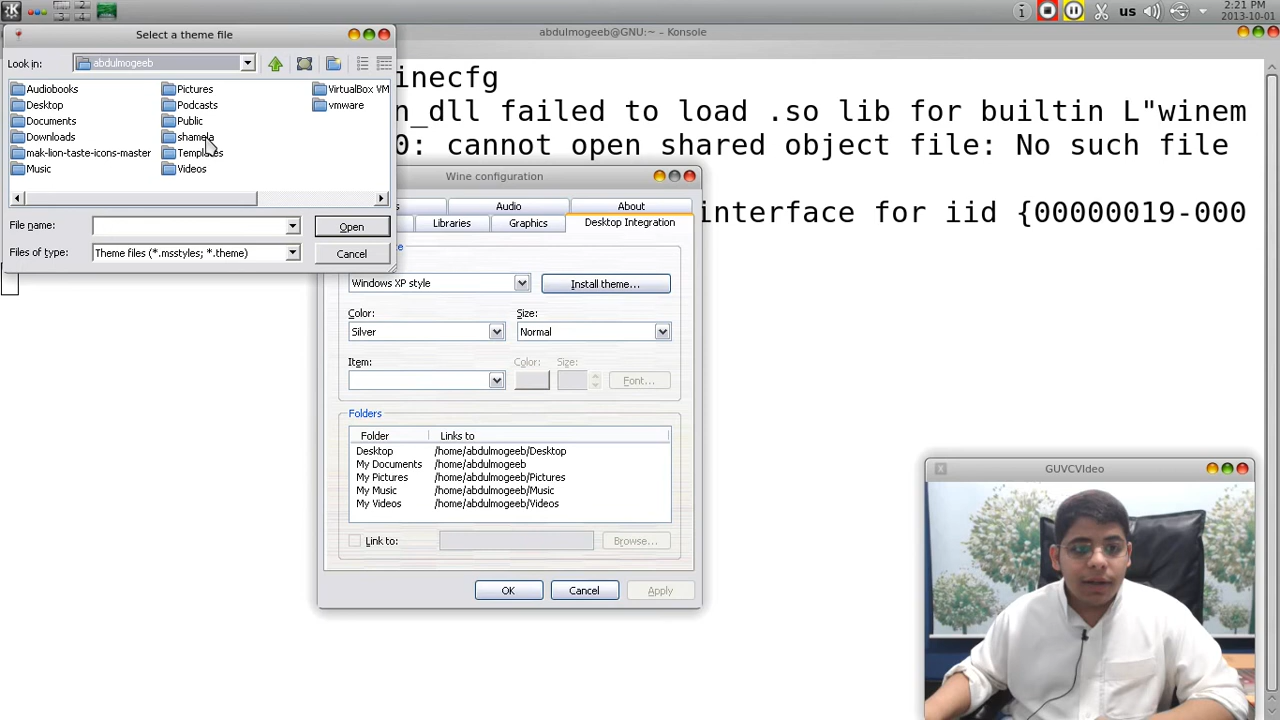 2:21 PM
us
2013-10-01
Select a theme file
abdulmogeeb@GNU:~ – Konsole
Look in:
abdulmogeeb
Audiobooks
Pictures
VirtualBox VM
Desktop
Podcasts
vmware
Documents
Public
Downloads
shamela
mak-lion-taste-icons-master
Templates
Music
Videos
File name:
Open
Files of type:
Theme files (*.msstyles; *.theme)
Cancel
inecfg
n_dll failed to load .so lib for builtin L"winem
0: cannot open shared object file: No such file
interface for iid {00000019-000
Wine configuration
Audio
About
Libraries
Graphics
Desktop Integration
Windows XP style
Install theme...
Color:
Size:
Silver
Normal
Item:
Color:
Size:
Font...
Folders
Folder
Links to
Desktop
/home/abdulmogeeb/Desktop
My Documents
/home/abdulmogeeb
My Pictures
/home/abdulmogeeb/Pictures
My Music
/home/abdulmogeeb/Music
My Videos
/home/abdulmogeeb/Videos
Link to:
Browse...
OK
Cancel
Apply
GUVCVideo